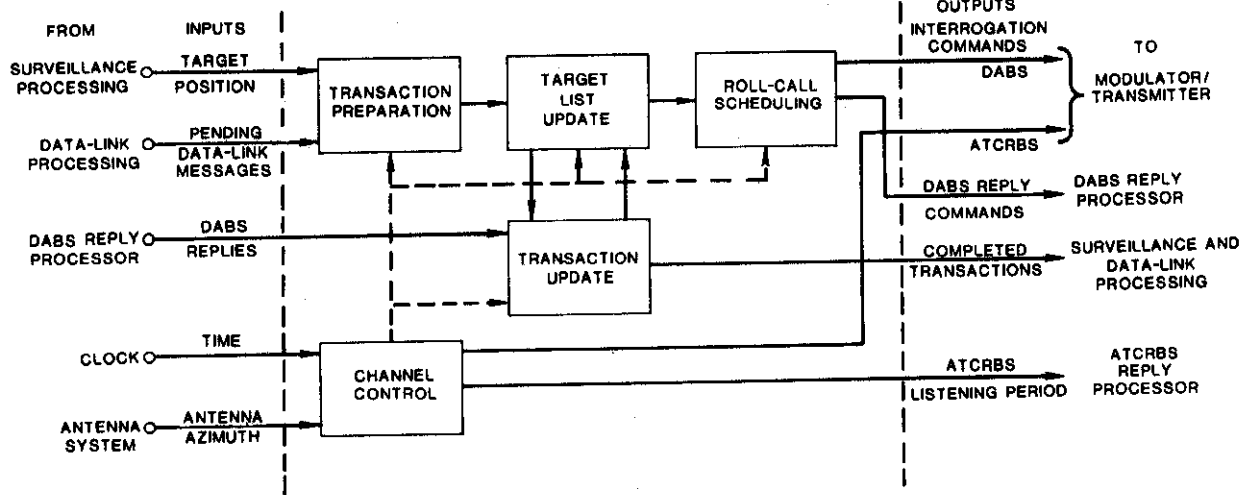 FROM
INPUTS
OUTPUTS
INTERROGATION
COMMANDS
TO
SURVEILLANCE
PROCESSING
TARGET
POSITION
TRANSACTION
PREPARATION
TARGET
LIST
UPDATE
ROLL-CALL
SCHEDULING
DABS
MODULATOR/
TRANSMITTER
DATA-LINK
PROCESSING
PENDING
DATA-LINK
MESSAGES
ATCRBS
DABS REPLY
COMMANDS
DABS REPLY
PROCESSOR
DABS REPLY
PROCESSOR
DABS
REPLIES
TRANSACTION
UPDATE
COMPLETED
TRANSACTIONS
SURVEILLANCE AND
DATA-LINK
PROCESSING
CLOCK
TIME
CHANNEL
CONTROL
ATCRBS
LISTENING PERIOD
ATCRBS
REPLY
PROCESSOR
ANTENNA
SYSTEM
ANTENNA
AZIMUTH